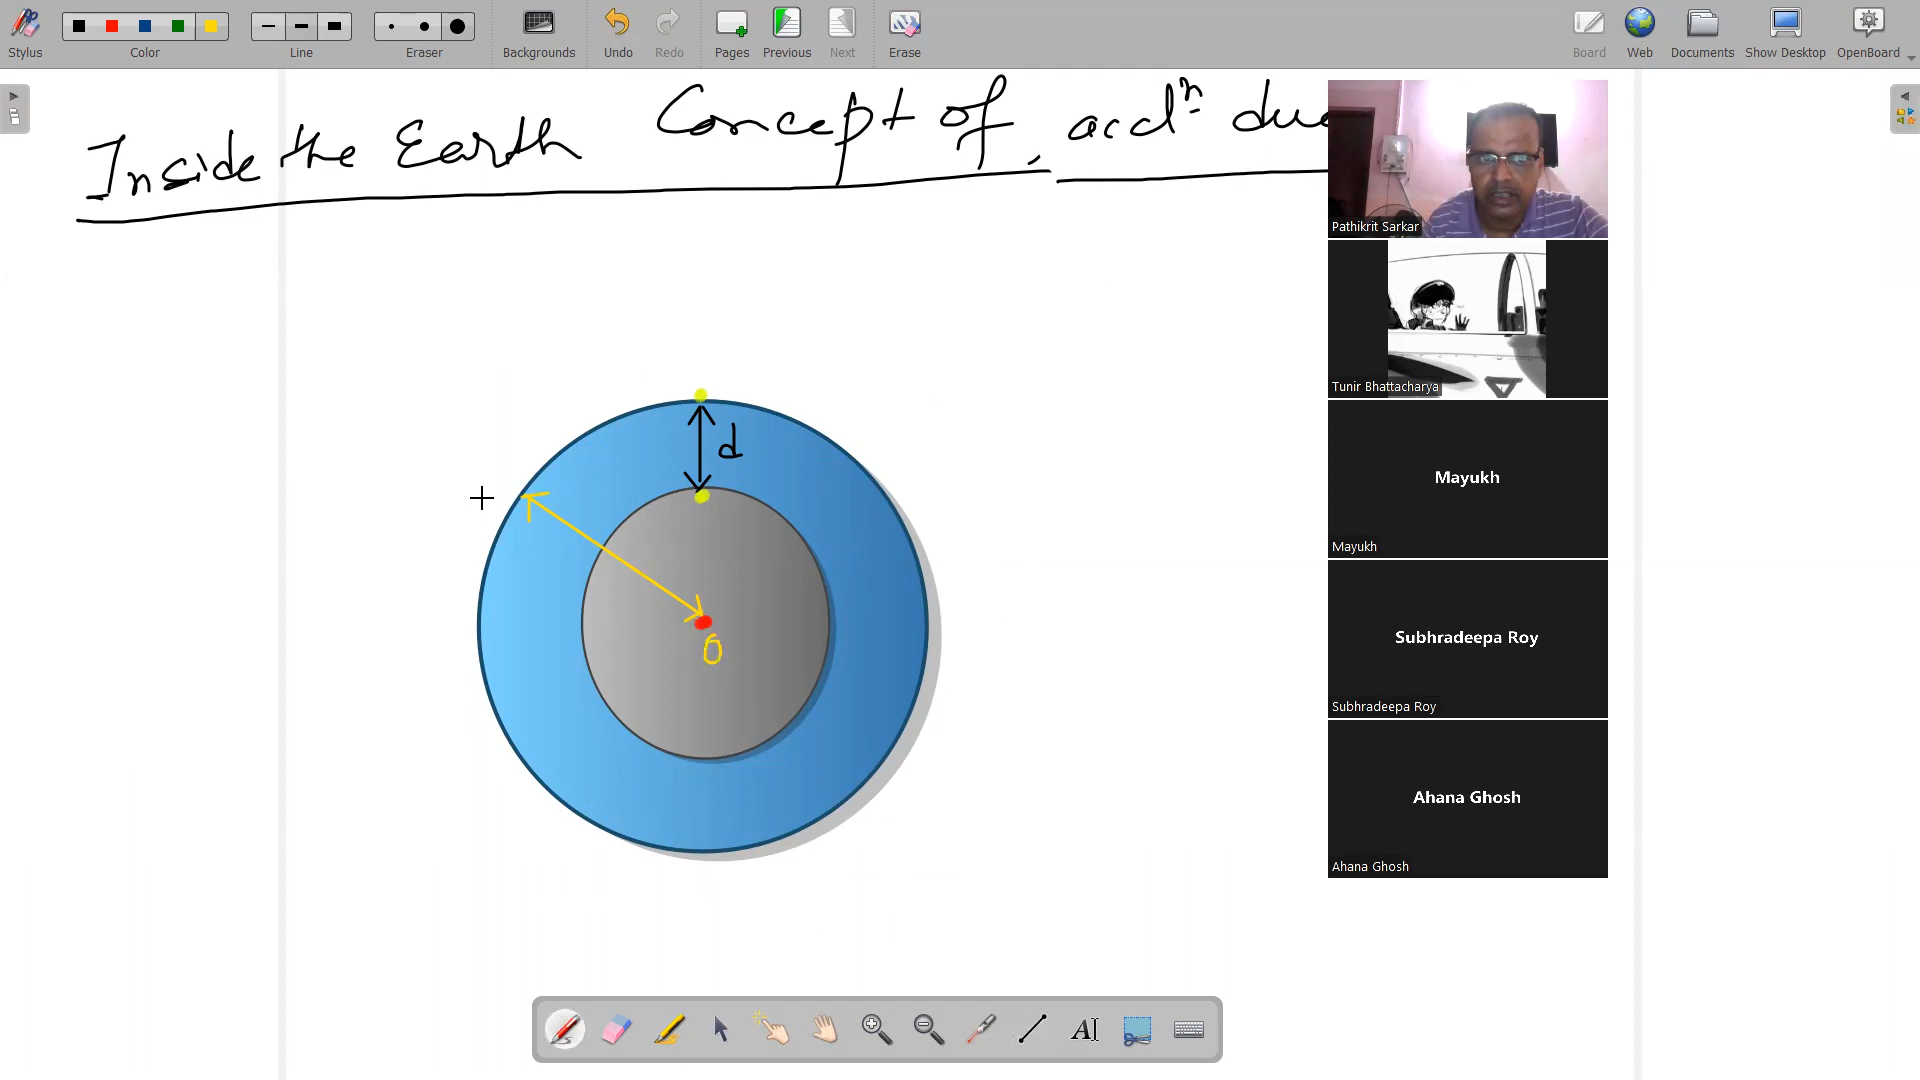 Stylus
Color
Line
Eraser
Backgrounds
Undo
Redo
Pages
Previous
Next
Erase
Board
Web
Documents
Show Desktop
OpenBoard
Inside the Earth Concept of, accln due
d
O
Pathikrit Sarkar
Tunir Bhattacharya
Mayukh
Mayukh
Subhradeepa Roy
Subhradeepa Roy
Ahana Ghosh
Ahana Ghosh